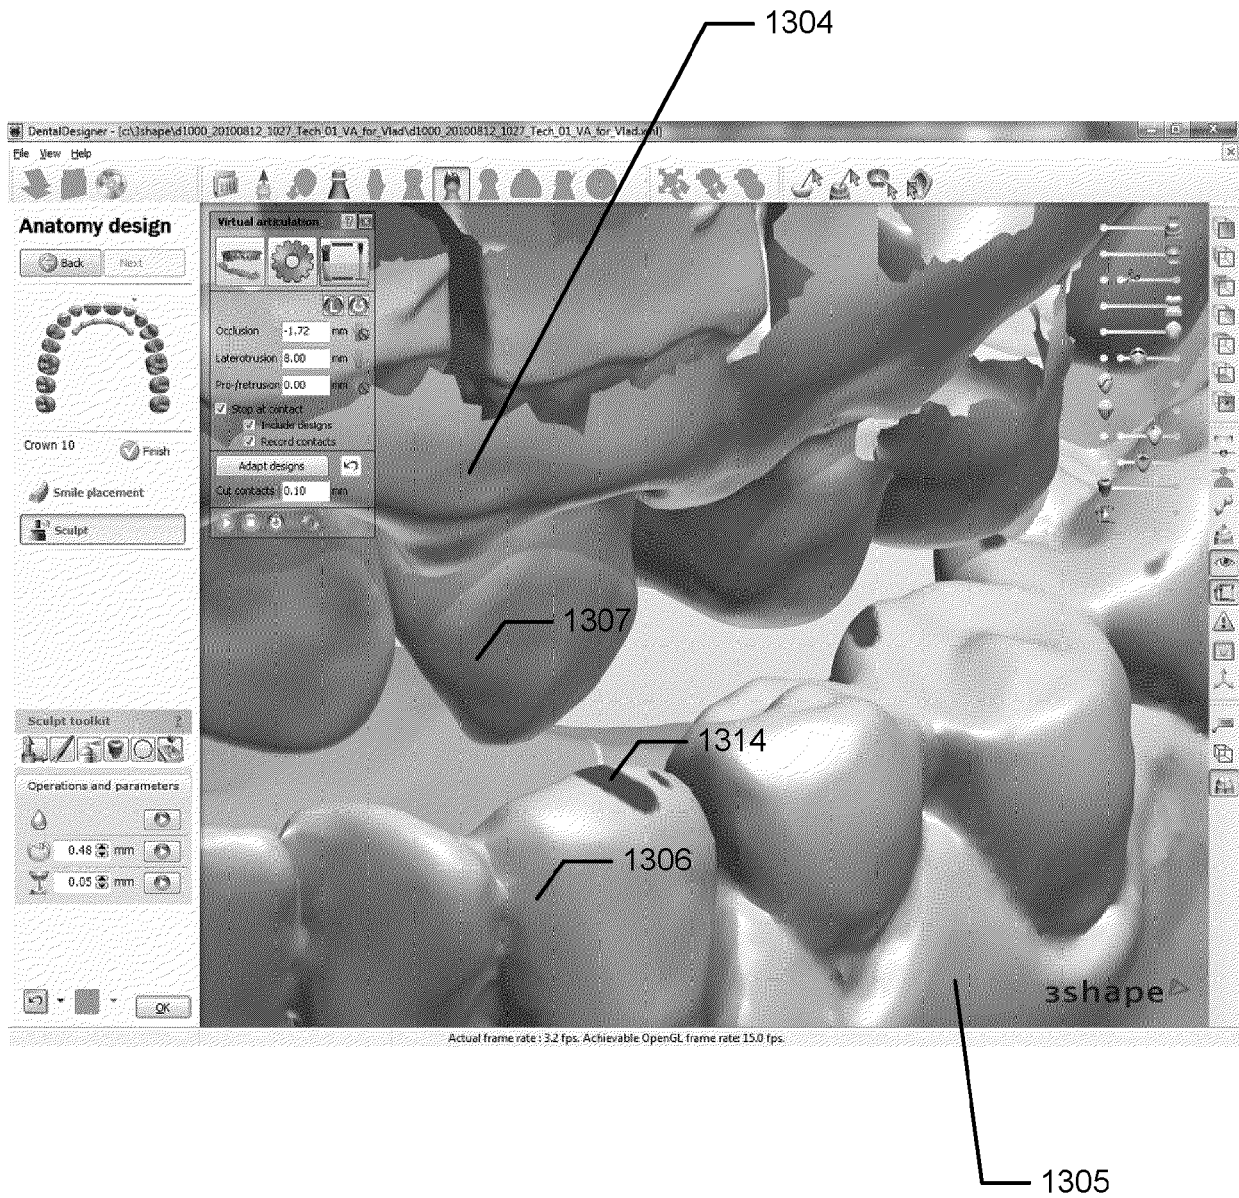 1304
DentalDesigner - [c:\3shape\d1000_20100812_1027_Tech_01_VA_for_Vlad\d1000_20100812_1027_Tech_01_VA_for_Vlad.xml]
File View Help
Anatomy design
Back Next
Crown 10 Finish
Smile placement
Sculpt
Virtual articulation ?
Occlusion -1.72 mm
Laterotrusion 8.00 mm
Pro-/retrusion 0.00 mm
Stop at contact
Include designs
Record contacts
Adapt designs
Cut contacts 0.10 mm
1307
1314
1306
Sculpt toolkit ?
Operations and parameters
0.48 mm
0.05 mm
OK
3shape
Actual frame rate : 3.2 fps. Achievable OpenGL frame rate: 15.0 fps.
1305